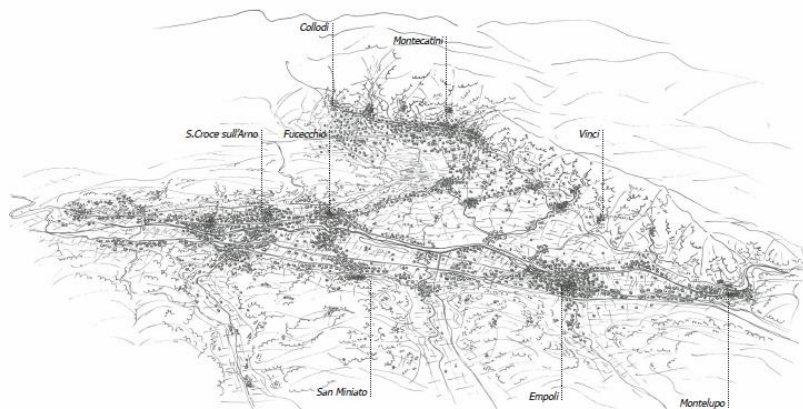 Collodi
Montecatini
S.Croce sull'Arno
Fucecchio
Vinci
San Miniato
Empoli
Montelupo